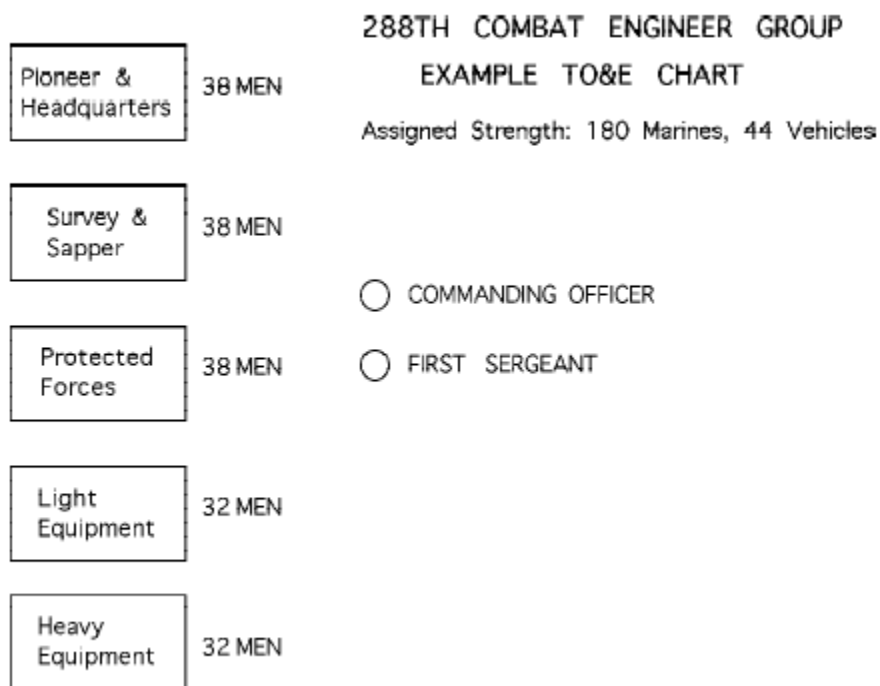 288TH COMBAT ENGINEER GROUP
EXAMPLE TO&E CHART
Assigned Strength: 180 Marines, 44 Vehicles
Pioneer &
Headquarters
38 MEN
Survey &
Sapper
38 MEN
COMMANDING OFFICER
Protected
Forces
38 MEN
FIRST SERGEANT
Light
Equipment
32 MEN
Heavy
Equipment
32 MEN